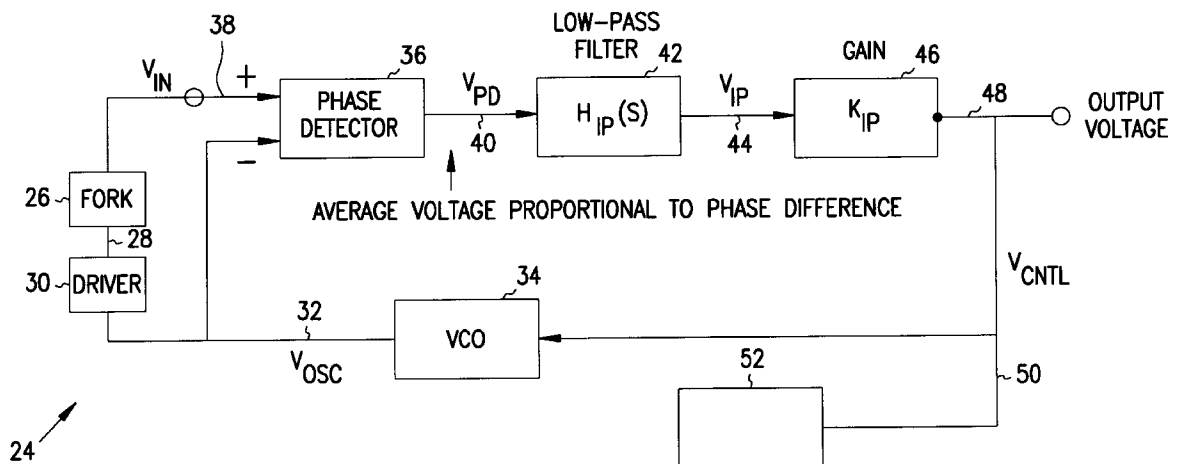 LOW-PASS
FILTER
GAIN
38
36
42
46
V_IN
+
PHASE
DETECTOR
V_PD
H_IP(S)
V_IP
K_IP
48
OUTPUT
VOLTAGE
40
44
−
26
FORK
AVERAGE VOLTAGE PROPORTIONAL TO PHASE DIFFERENCE
28
30
DRIVER
V_CNTL
34
32
VCO
V_OSC
52
50
24